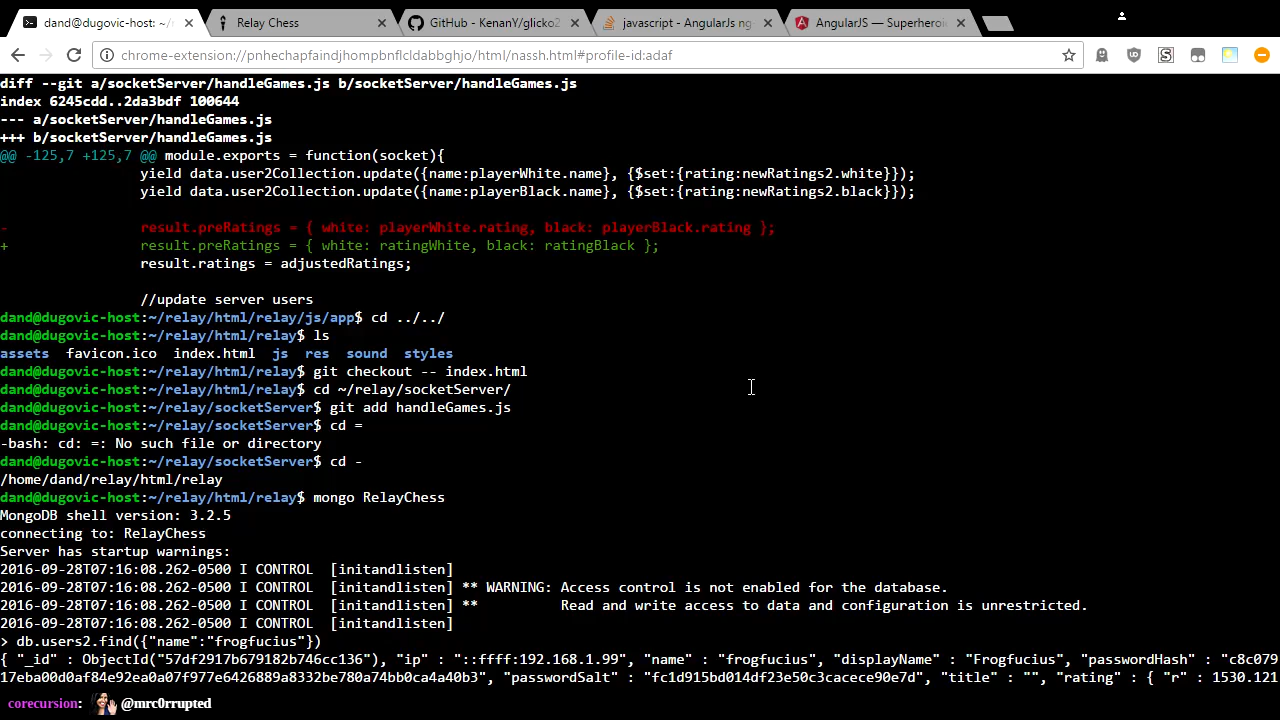 dand@dugovic-host: ~/r
Relay Chess
GitHub - KenanY/glicko2
javascript - AngularJs ng-
AngularJS — Superheroi
chrome-extension://pnhechapfaindjhompbnflcldabbghjo/html/nassh.html#profile-id:adaf
diff --git a/socketServer/handleGames.js b/socketServer/handleGames.js
index 6245cdd..2da3bdf 100644
--- a/socketServer/handleGames.js
+++ b/socketServer/handleGames.js
@@ -125,7 +125,7 @@ module.exports = function(socket){
yield data.user2Collection.update({name:playerWhite.name}, {$set:{rating:newRatings2.white}});
yield data.user2Collection.update({name:playerBlack.name}, {$set:{rating:newRatings2.black}});
- result.preRatings = { white: playerWhite.rating, black: playerBlack.rating };
+ result.preRatings = { white: ratingWhite, black: ratingBlack };
result.ratings = adjustedRatings;
//update server users
dand@dugovic-host:~/relay/html/relay/js/app$ cd ../../
dand@dugovic-host:~/relay/html/relay$ ls
assets favicon.ico index.html js res sound styles
dand@dugovic-host:~/relay/html/relay$ git checkout -- index.html
dand@dugovic-host:~/relay/html/relay$ cd ~/relay/socketServer/
dand@dugovic-host:~/relay/socketServer$ git add handleGames.js
dand@dugovic-host:~/relay/socketServer$ cd =
-bash: cd: =: No such file or directory
dand@dugovic-host:~/relay/socketServer$ cd -
/home/dand/relay/html/relay
dand@dugovic-host:~/relay/html/relay$ mongo RelayChess
MongoDB shell version: 3.2.5
connecting to: RelayChess
Server has startup warnings:
2016-09-28T07:16:08.262-0500 I CONTROL [initandlisten]
2016-09-28T07:16:08.262-0500 I CONTROL [initandlisten] ** WARNING: Access control is not enabled for the database.
2016-09-28T07:16:08.262-0500 I CONTROL [initandlisten] ** Read and write access to data and configuration is unrestricted.
2016-09-28T07:16:08.262-0500 I CONTROL [initandlisten]
> db.users2.find({"name":"frogfucius"})
{ "_id" : ObjectId("57df2917b679182b746cc136"), "ip" : "::ffff:192.168.1.99", "name" : "frogfucius", "displayName" : "Frogfucius", "passwordHash" : "c8c079
17eba00d0af84e92ea0a07f977e6426889a8332be780a74bb0ca4a40b3", "passwordSalt" : "fc1d915bd014df23e50c3cacece90e7d", "title" : "", "rating" : { "r" : 1530.121
corecursion: @mrc0rrupted